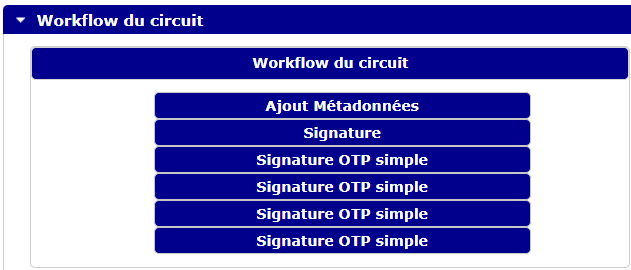 Workflow du circuit
Workflow du circuit
Ajout Métadonnées
Signature
Signature OTP simple
Signature OTP simple
Signature OTP simple
Signature OTP simple